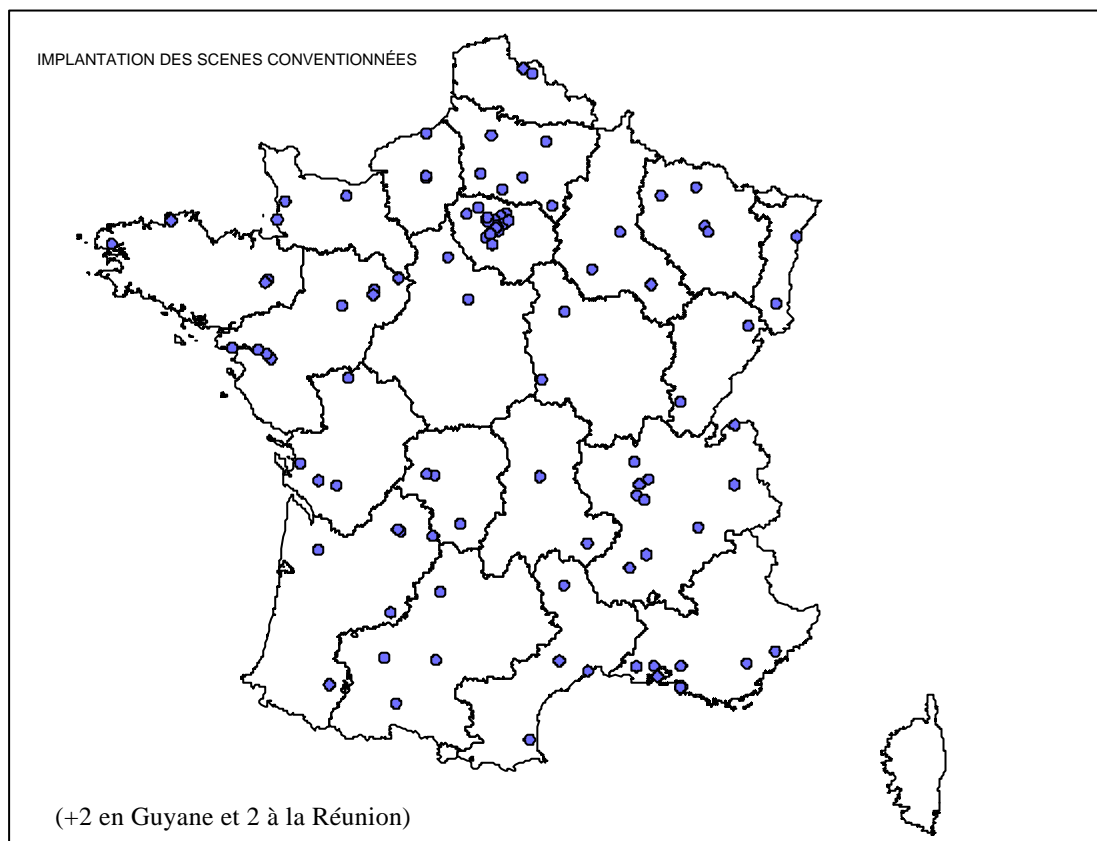 IMPLANTATION DES SCENES CONVENTIONNÉES
(+2 en Guyane et 2 à la Réunion)